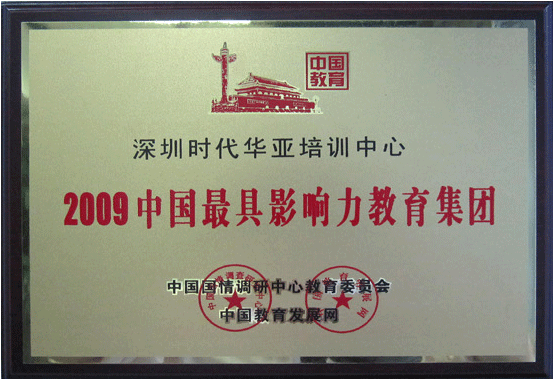 中国
教育
深圳时代华亚培训中心
2009中国最具影响力教育集团
中国国情调研中心教育委员会
中国教育发展网